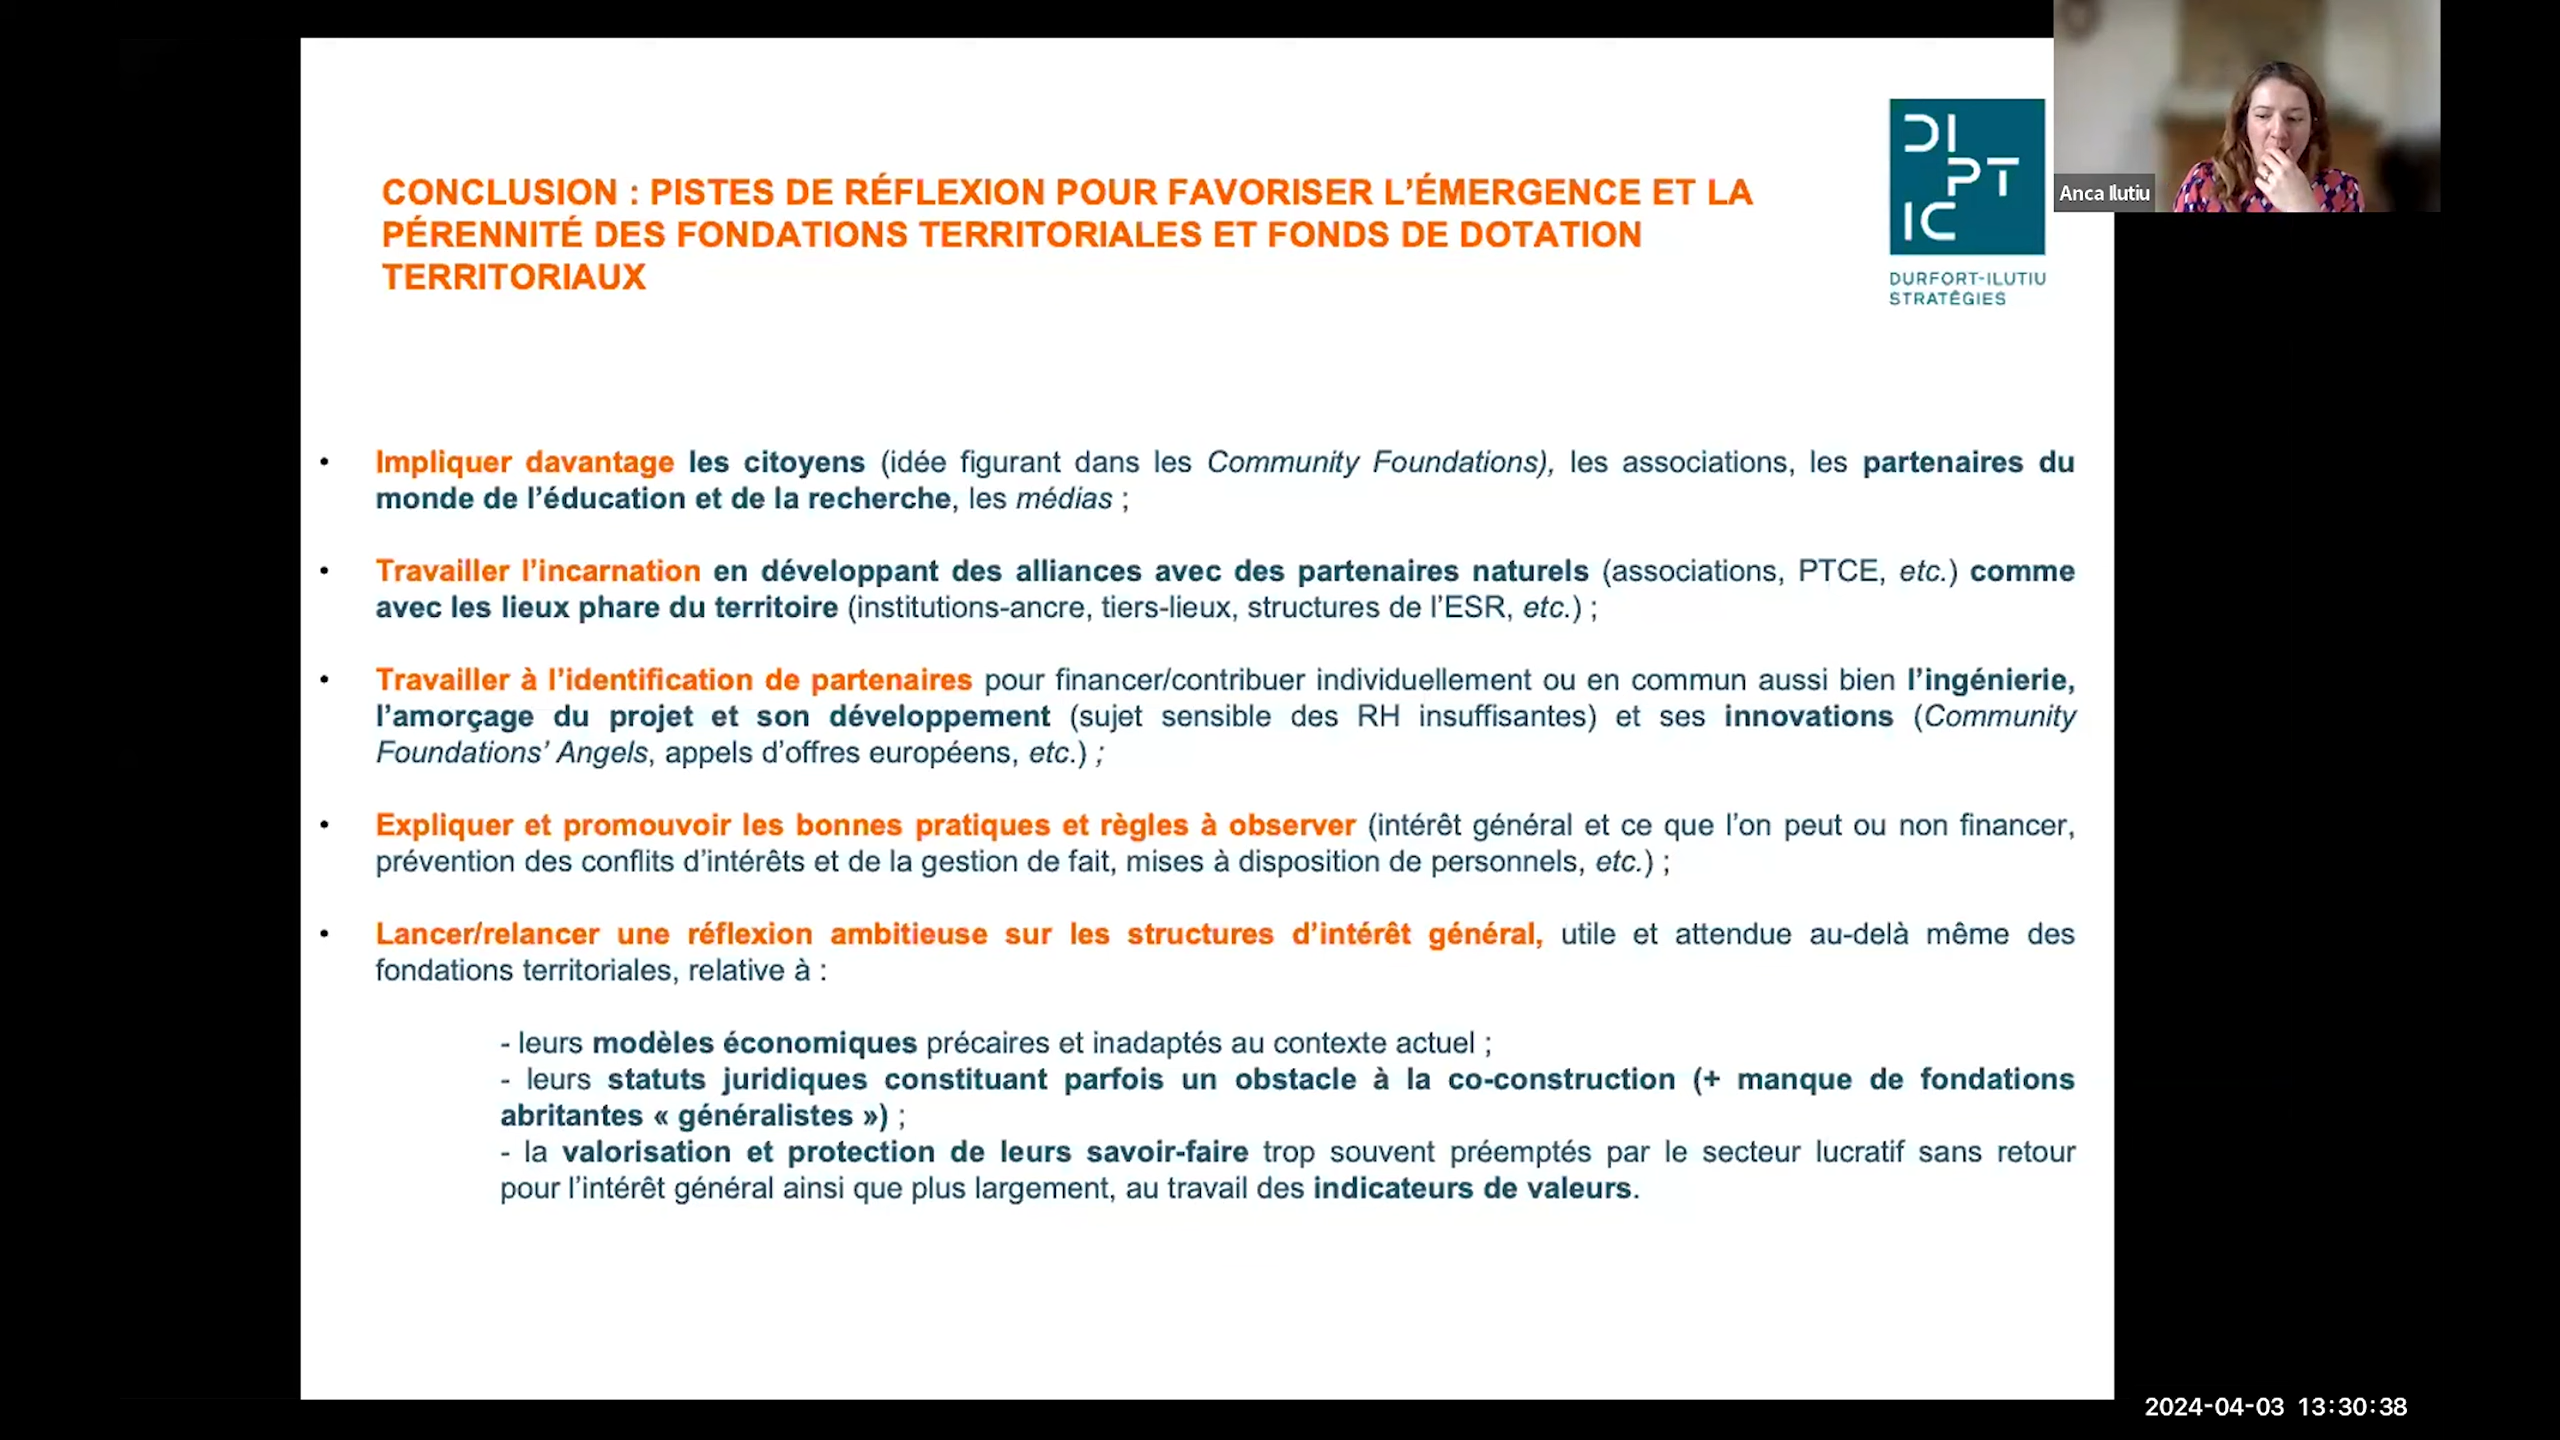 CONCLUSION : PISTES DE RÉFLEXION POUR FAVORISER L’ÉMERGENCE ET LA
PÉRENNITÉ DES FONDATIONS TERRITORIALES ET FONDS DE DOTATION
TERRITORIAUX
DI
PT
IC
DURFORT-ILUTIU
STRATÉGIES
Anca Ilutiu
• Impliquer davantage les citoyens (idée figurant dans les Community Foundations), les associations, les partenaires du
monde de l’éducation et de la recherche, les médias ;
• Travailler l’incarnation en développant des alliances avec des partenaires naturels (associations, PTCE, etc.) comme
avec les lieux phare du territoire (institutions-ancre, tiers-lieux, structures de l’ESR, etc.) ;
• Travailler à l’identification de partenaires pour financer/contribuer individuellement ou en commun aussi bien l’ingénierie,
l’amorçage du projet et son développement (sujet sensible des RH insuffisantes) et ses innovations (Community
Foundations’ Angels, appels d’offres européens, etc.) ;
• Expliquer et promouvoir les bonnes pratiques et règles à observer (intérêt général et ce que l’on peut ou non financer,
prévention des conflits d’intérêts et de la gestion de fait, mises à disposition de personnels, etc.) ;
• Lancer/relancer une réflexion ambitieuse sur les structures d’intérêt général, utile et attendue au-delà même des
fondations territoriales, relative à :
- leurs modèles économiques précaires et inadaptés au contexte actuel ;
- leurs statuts juridiques constituant parfois un obstacle à la co-construction (+ manque de fondations
abritantes « généralistes ») ;
- la valorisation et protection de leurs savoir-faire trop souvent préemptés par le secteur lucratif sans retour
pour l’intérêt général ainsi que plus largement, au travail des indicateurs de valeurs.
2024-04-03 13:30:38